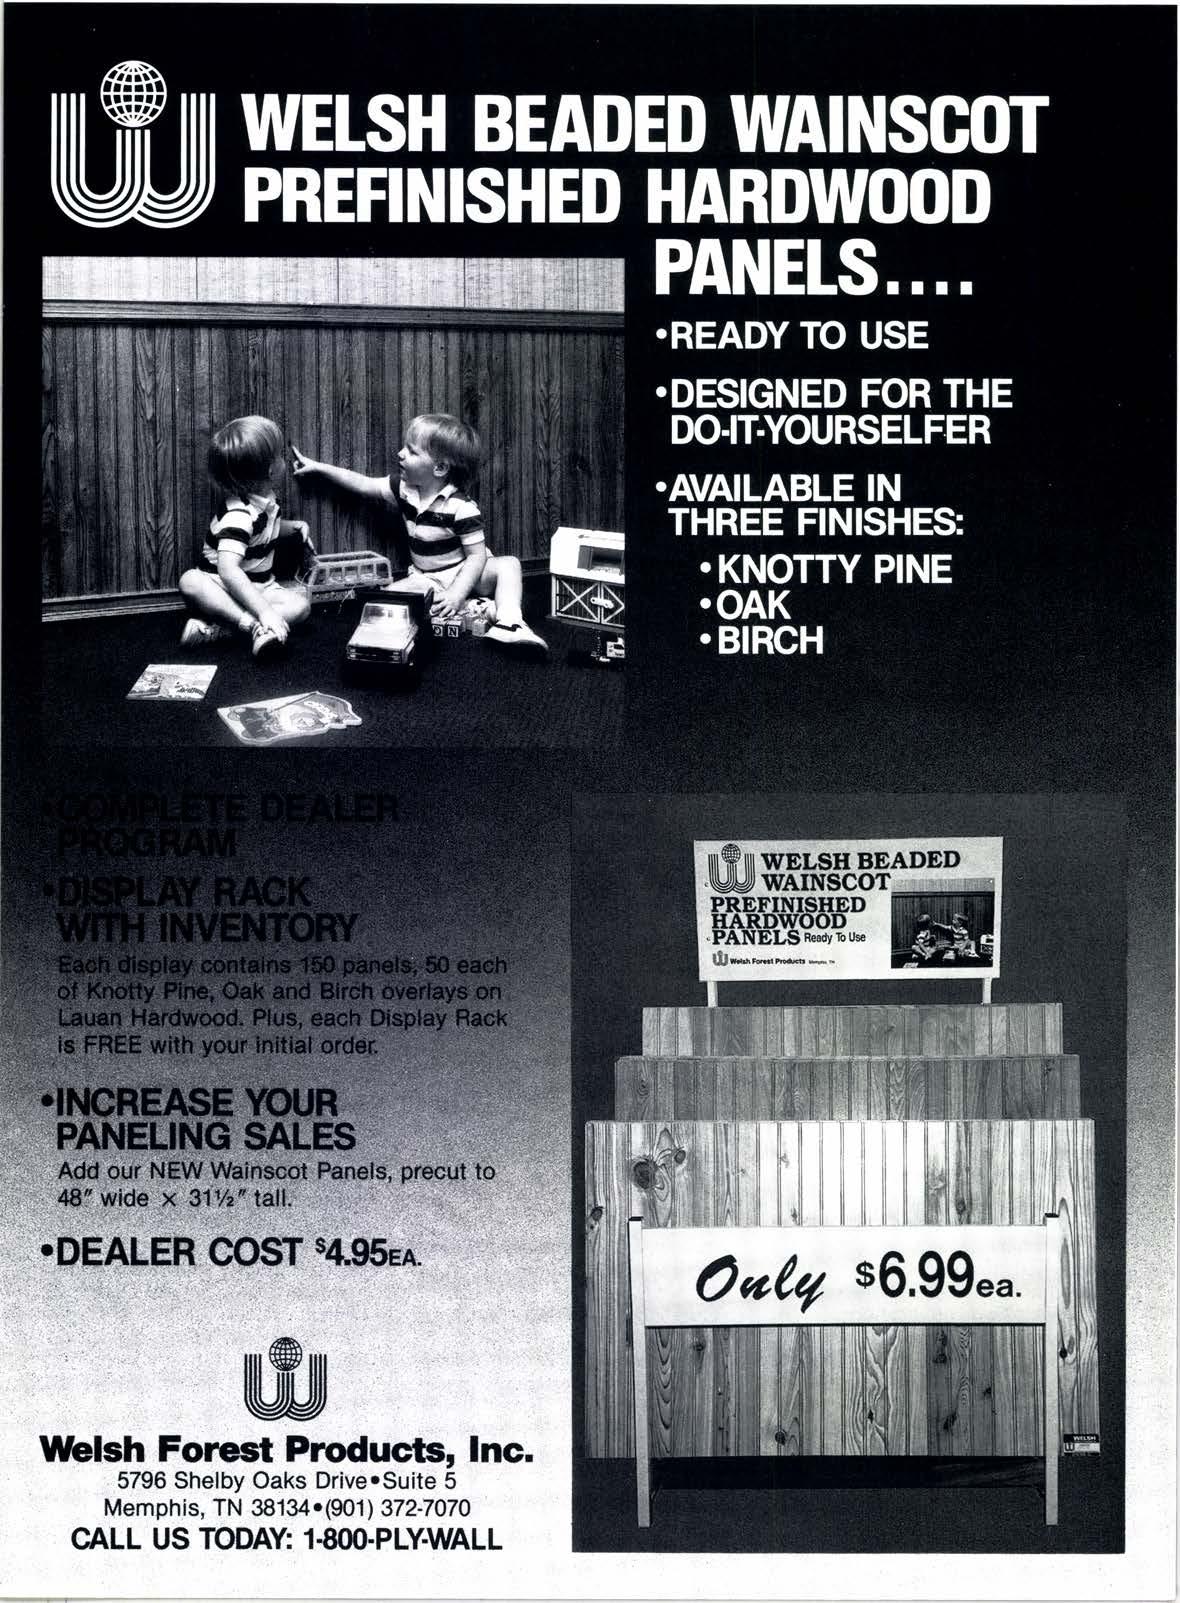 WELSH BEADED WAINSCOT
PREFINISHED HARDWOOD
PANELS....
•READY TO USE
•DESIGNED FOR THE
DO-IT-YOURSELFER
•AVAILABLE IN
THREE FINISHES:
•KNOTTY PINE
•OAK
•BIRCH
•COMPLETE DEALER
PROGRAM
•DISPLAY RACK
WITH INVENTORY
Each display contains 150 panels, 50 each
of Knotty Pine, Oak and Birch overlays on
Lauan Hardwood. Plus, each Display Rack
is FREE with your initial order.
•INCREASE YOUR
PANELING SALES
Add our NEW Wainscot Panels, precut to
48" wide × 31½" tall.
•DEALER COST $4.95EA.
Welsh Forest Products, Inc.
5796 Shelby Oaks Drive•Suite 5
Memphis, TN 38134•(901) 372-7070
CALL US TODAY: 1-800-PLY-WALL
WELSH BEADED
WAINSCOT
PREFINISHED
HARDWOOD
PANELS Ready To Use
Welsh Forest Products Memphis, TN
Only $6.99ea.
WELSH